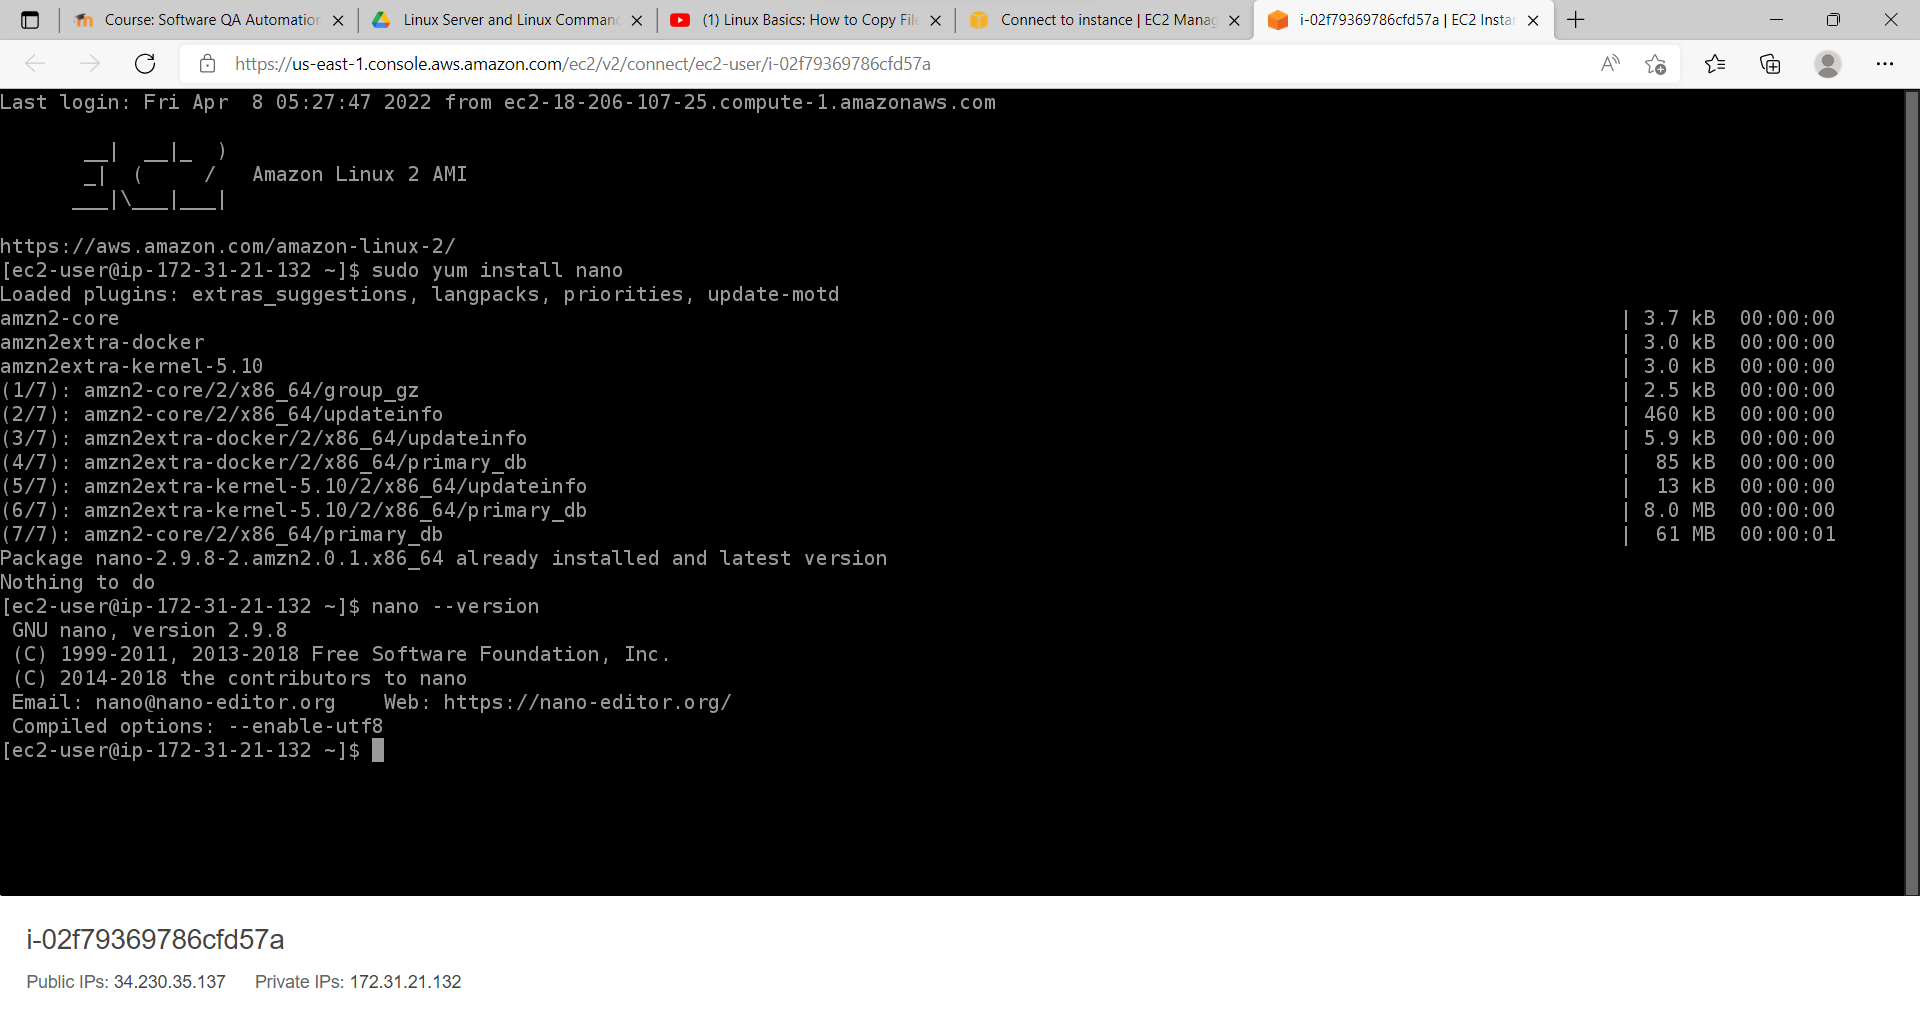 Course: Software QA Automation
Linux Server and Linux Comman
(1) Linux Basics: How to Copy File
Connect to instance | EC2 Manag
i-02f79369786cfd57a | EC2 Instan
https://us-east-1.console.aws.amazon.com/ec2/v2/connect/ec2-user/i-02f79369786cfd57a
Last login: Fri Apr  8 05:27:47 2022 from ec2-18-206-107-25.compute-1.amazonaws.com
       __|  __|_  )
       _|  (     /   Amazon Linux 2 AMI
      ___|\___|___|
https://aws.amazon.com/amazon-linux-2/
[ec2-user@ip-172-31-21-132 ~]$ sudo yum install nano
Loaded plugins: extras_suggestions, langpacks, priorities, update-motd
amzn2-core | 3.7 kB  00:00:00
amzn2extra-docker | 3.0 kB  00:00:00
amzn2extra-kernel-5.10 | 3.0 kB  00:00:00
(1/7): amzn2-core/2/x86_64/group_gz | 2.5 kB  00:00:00
(2/7): amzn2-core/2/x86_64/updateinfo | 460 kB  00:00:00
(3/7): amzn2extra-docker/2/x86_64/updateinfo | 5.9 kB  00:00:00
(4/7): amzn2extra-docker/2/x86_64/primary_db |  85 kB  00:00:00
(5/7): amzn2extra-kernel-5.10/2/x86_64/updateinfo |  13 kB  00:00:00
(6/7): amzn2extra-kernel-5.10/2/x86_64/primary_db | 8.0 MB  00:00:00
(7/7): amzn2-core/2/x86_64/primary_db |  61 MB  00:00:01
Package nano-2.9.8-2.amzn2.0.1.x86_64 already installed and latest version
Nothing to do
[ec2-user@ip-172-31-21-132 ~]$ nano --version
 GNU nano, version 2.9.8
 (C) 1999-2011, 2013-2018 Free Software Foundation, Inc.
 (C) 2014-2018 the contributors to nano
 Email: nano@nano-editor.org    Web: https://nano-editor.org/
 Compiled options: --enable-utf8
[ec2-user@ip-172-31-21-132 ~]$
i-02f79369786cfd57a
Public IPs: 34.230.35.137    Private IPs: 172.31.21.132